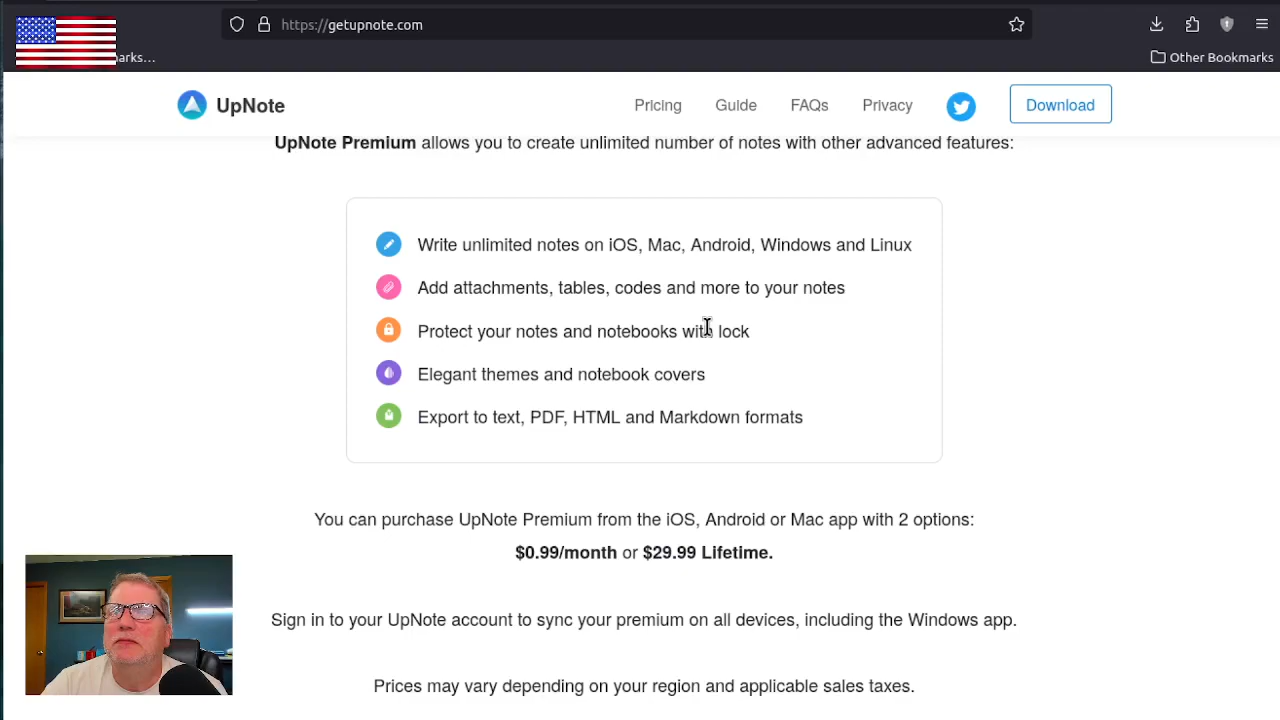 https://getupnote.com
arks…
Other Bookmarks
UpNote
Pricing
Guide
FAQs
Privacy
Download
UpNote Premium allows you to create unlimited number of notes with other advanced features:
Write unlimited notes on iOS, Mac, Android, Windows and Linux
Add attachments, tables, codes and more to your notes
Protect your notes and notebooks with lock
Elegant themes and notebook covers
Export to text, PDF, HTML and Markdown formats
You can purchase UpNote Premium from the iOS, Android or Mac app with 2 options:
$0.99/month or $29.99 Lifetime.
Sign in to your UpNote account to sync your premium on all devices, including the Windows app.
Prices may vary depending on your region and applicable sales taxes.